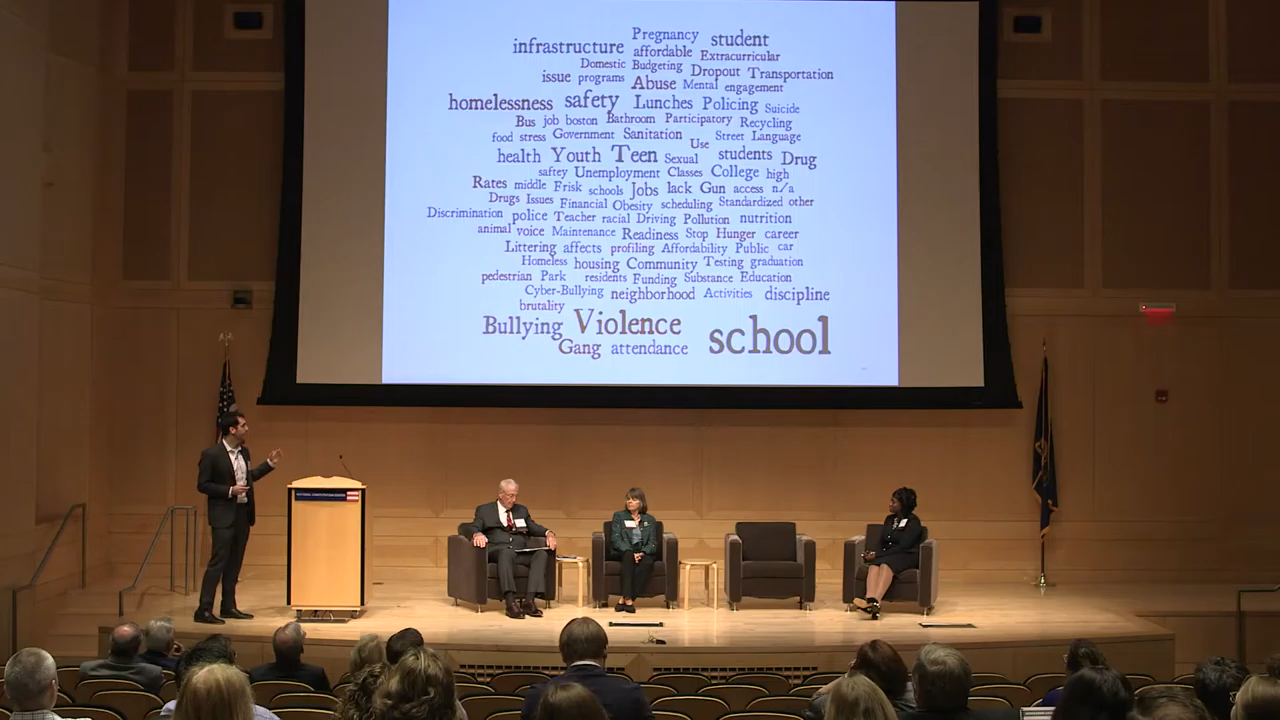 Pregnancy student
infrastructure affordable Extracurricular
Domestic Budgeting Dropout Transportation
issue programs Abuse Mental engagement
homelessness safety Lunches Policing Suicide
Bus job boston Bathroom Participatory Recycling
food stress Government Sanitation Use Street Language
health Youth Teen Sexual students Drug
saftey Unemployment Classes College high
Rates middle Frisk schools Jobs lack Gun access n/a
Drugs Issues Financial Obesity scheduling Standardized other
Discrimination police Teacher racial Driving Pollution nutrition
animal voice Maintenance Readiness Stop Hunger career
Littering affects profiling Affordability Public car
Homeless housing Community Testing graduation
pedestrian Park residents Funding Substance Education
Cyber-Bullying neighborhood Activities discipline
brutality
Bullying Violence school
Gang attendance
NATIONAL CONSTITUTION CENTER